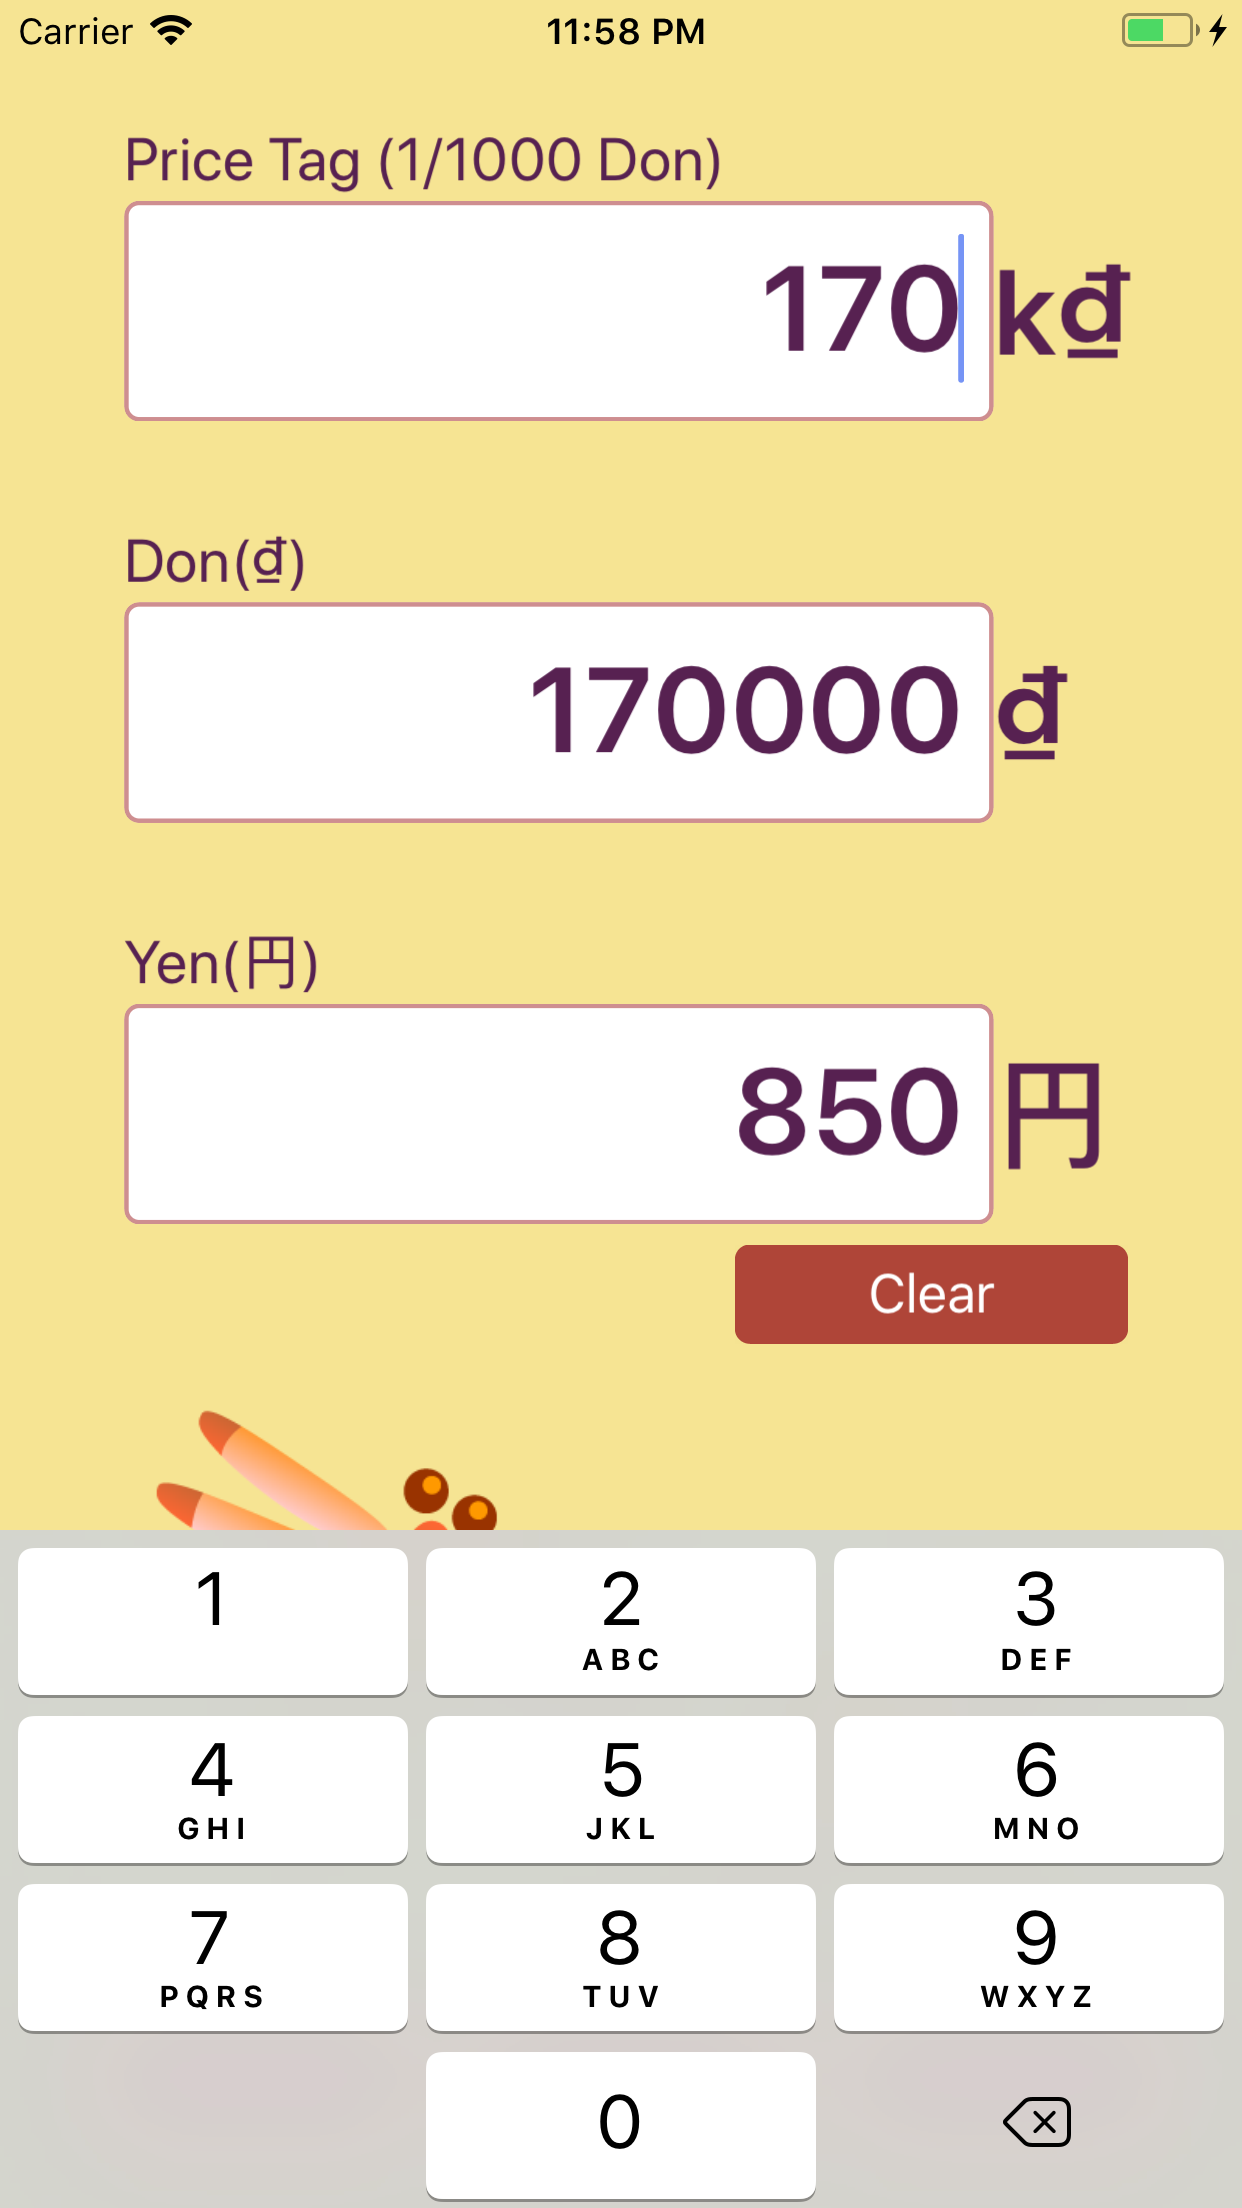 Carrier 11:58 PM
Price Tag (1/1000 Don)
170 k₫
Don(₫)
170000 ₫
Yen(円)
850 円
Clear
1 2 3
ABC DEF
4 5 6
GHI JKL MNO
7 8 9
PQRS TUV WXYZ
0